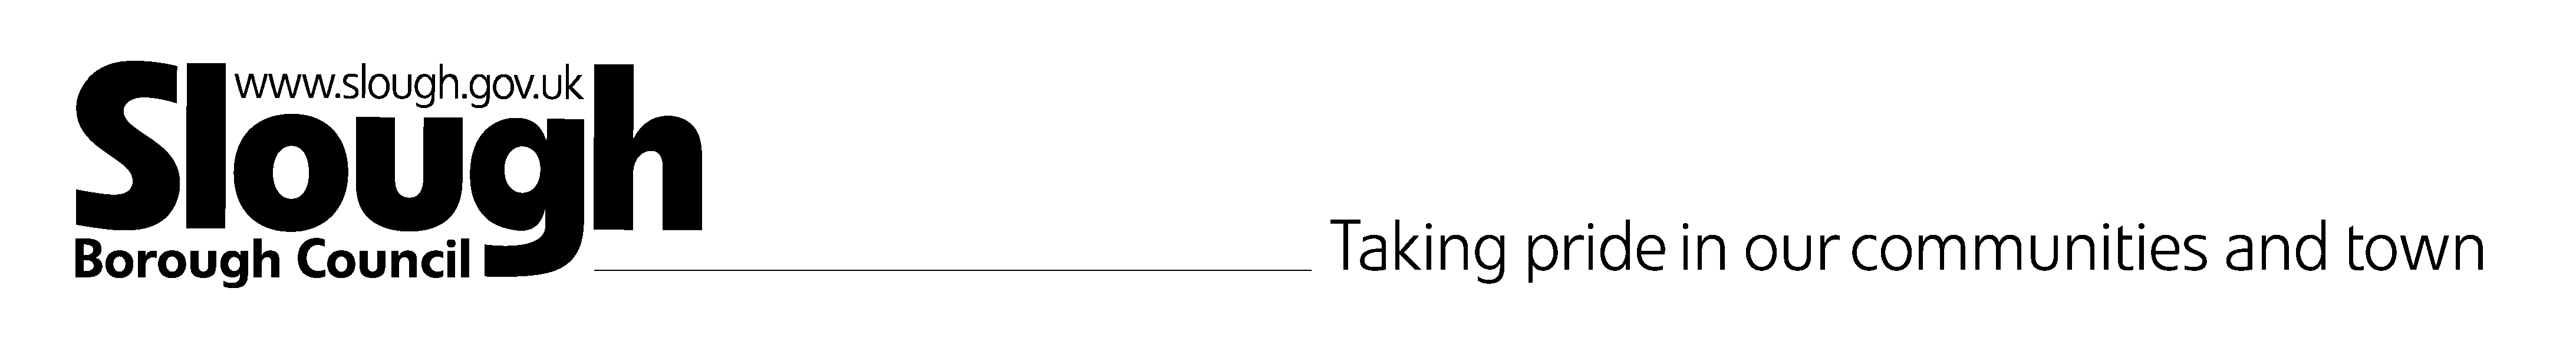 www.slough.gov.uk
Slough
Borough Council
Taking pride in our communities and town